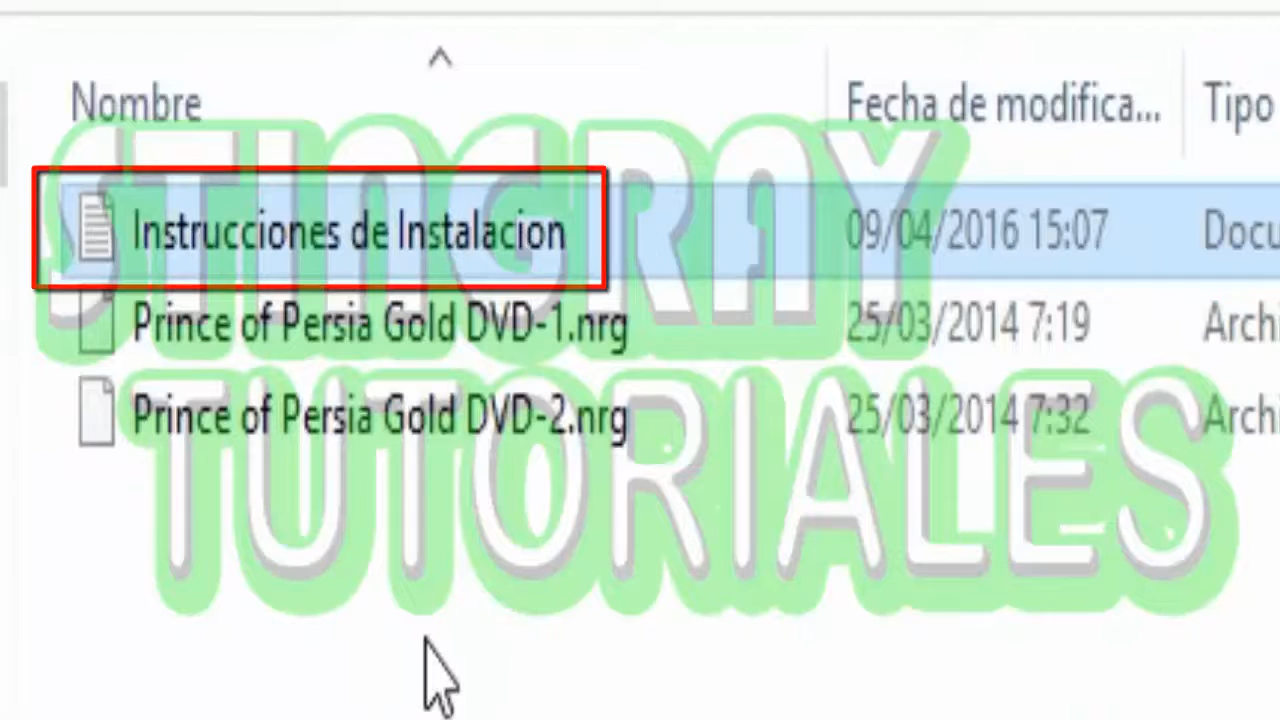 Nombre Fecha de modifica... Tipo
Instrucciones de Instalacion 09/04/2016 15:07 Docu
Prince of Persia Gold DVD-1.nrg 25/03/2014 7:19 Archi
Prince of Persia Gold DVD-2.nrg 25/03/2014 7:32 Archi
STINGRAY
TUTORIALES